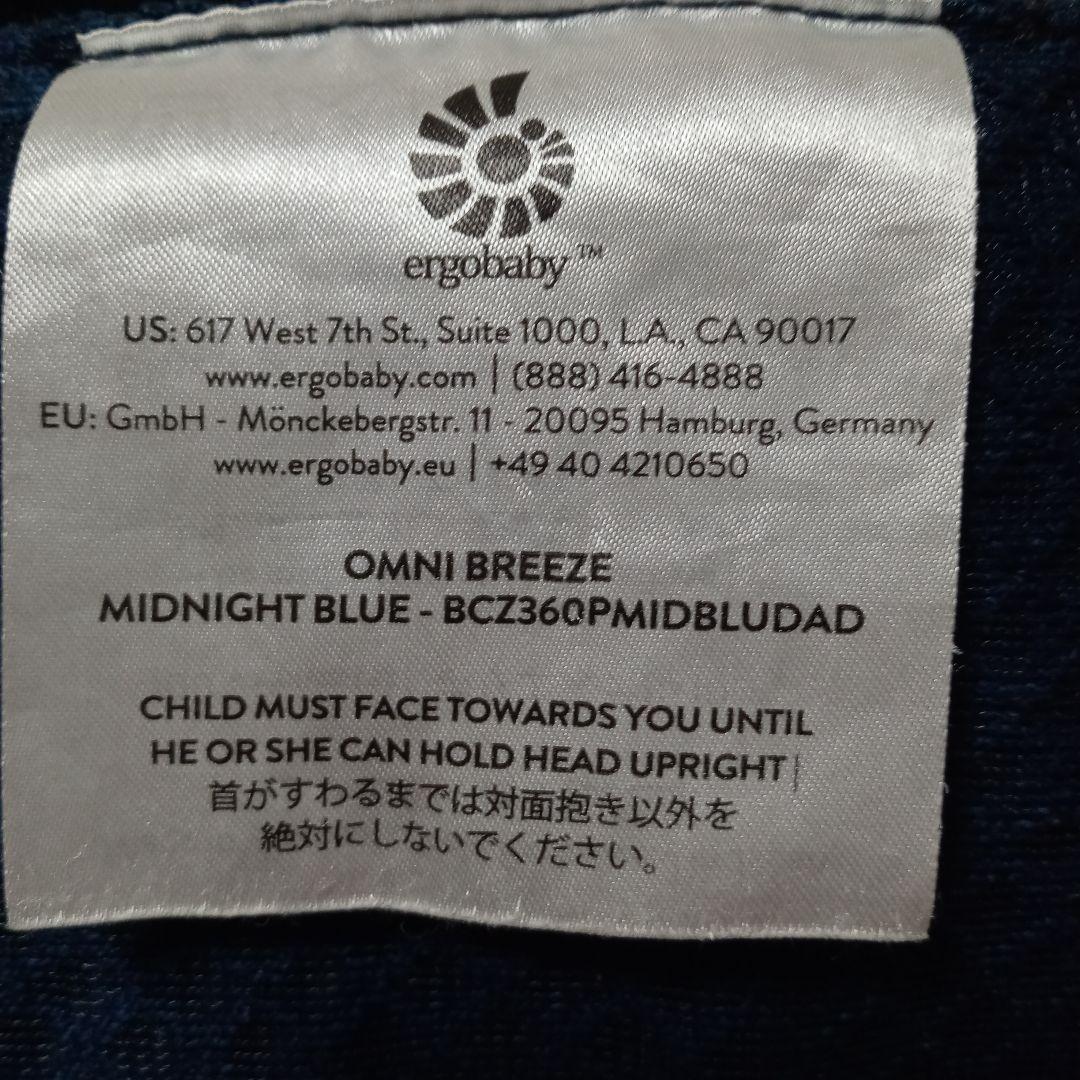 ergobaby™
US: 617 West 7th St., Suite 1000, L.A., CA 90017
www.ergobaby.com | (888) 416-4888
EU: GmbH - Mönckebergstr. 11 - 20095 Hamburg, Germany
www.ergobaby.eu | +49 40 4210650
OMNI BREEZE
MIDNIGHT BLUE - BCZ360PMIDBLUDAD
CHILD MUST FACE TOWARDS YOU UNTIL
HE OR SHE CAN HOLD HEAD UPRIGHT |
首がすわるまでは対面抱き以外を
絶対にしないでください。